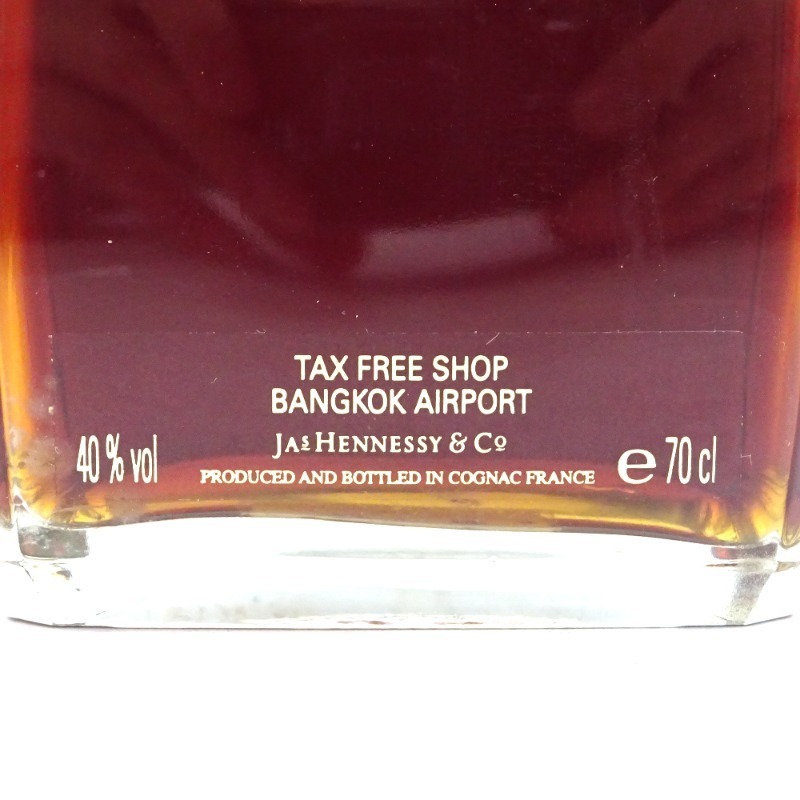 TAX FREE SHOP
BANGKOK AIRPORT
JAs HENNESSY & Co
40 % vol
PRODUCED AND BOTTLED IN COGNAC FRANCE
℮ 70 cl